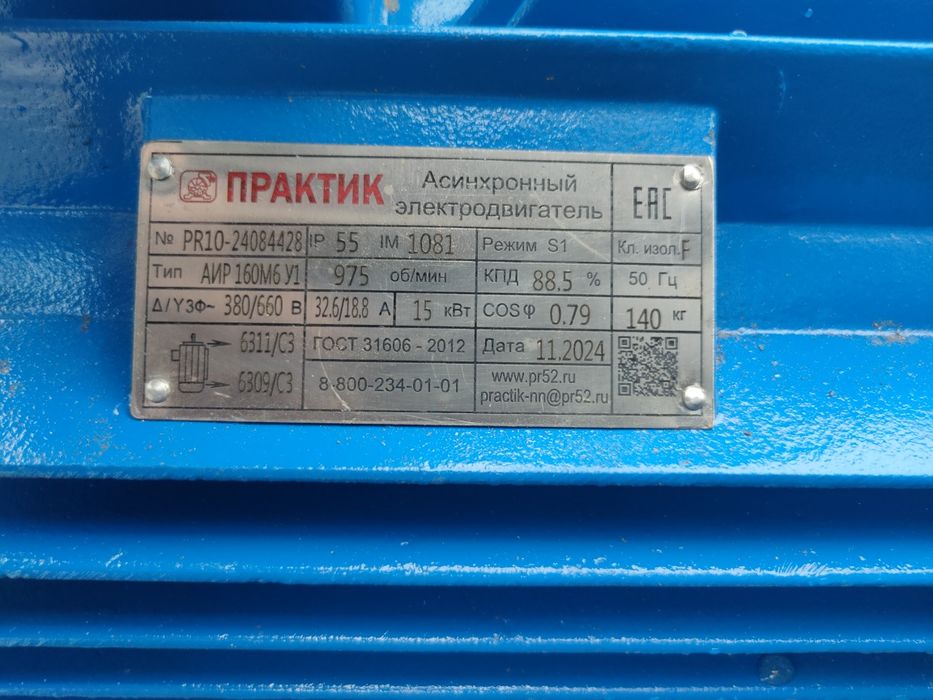 ПРАКТИК Асинхронный электродвигатель EAC
№ PR10-24084428 IP 55 IM 1081 Режим S1 Кл. изол. F
Тип АИР 160М6 У1 975 об/мин КПД 88.5 % 50 Гц
Δ/Y3Ф~ 380/660 В 32.6/18.8 А 15 кВт COS φ 0.79 140 кг
6311/C3 ГОСТ 31606 - 2012 Дата 11.2024
6309/C3 8-800-234-01-01 www.pr52.ru
practik-nn@pr52.ru